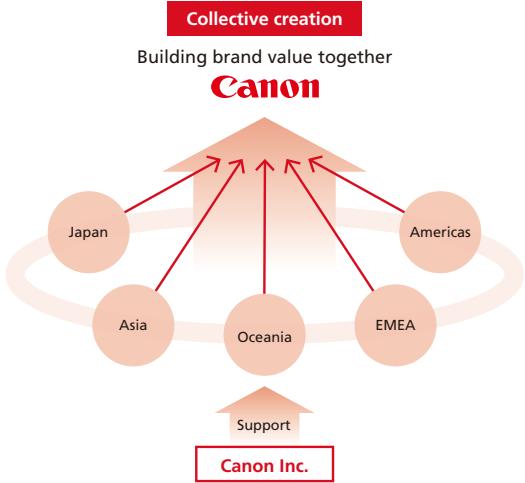 Collective creation
Building brand value together
Canon
Japan
Americas
Asia
Oceania
EMEA
Support
Canon Inc.